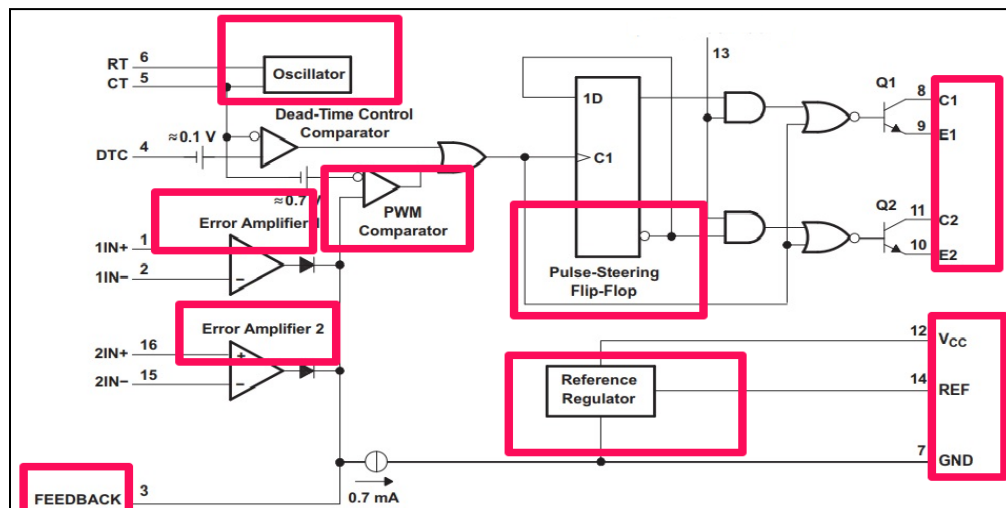 13
RT 6
CT 5
Oscillator
Dead-Time Control
Comparator
≈0.1 V
DTC 4
≈0.7 V
PWM
Comparator
1D
C1
Q1
8 C1
9 E1
Q2
11 C2
10 E2
Pulse-Steering
Flip-Flop
Error Amplifier 1
1IN+ 1
1IN− 2
−
Error Amplifier 2
2IN+ 16
2IN− 15
+
−
12 VCC
Reference
Regulator
14 REF
7 GND
0.7 mA
FEEDBACK 3